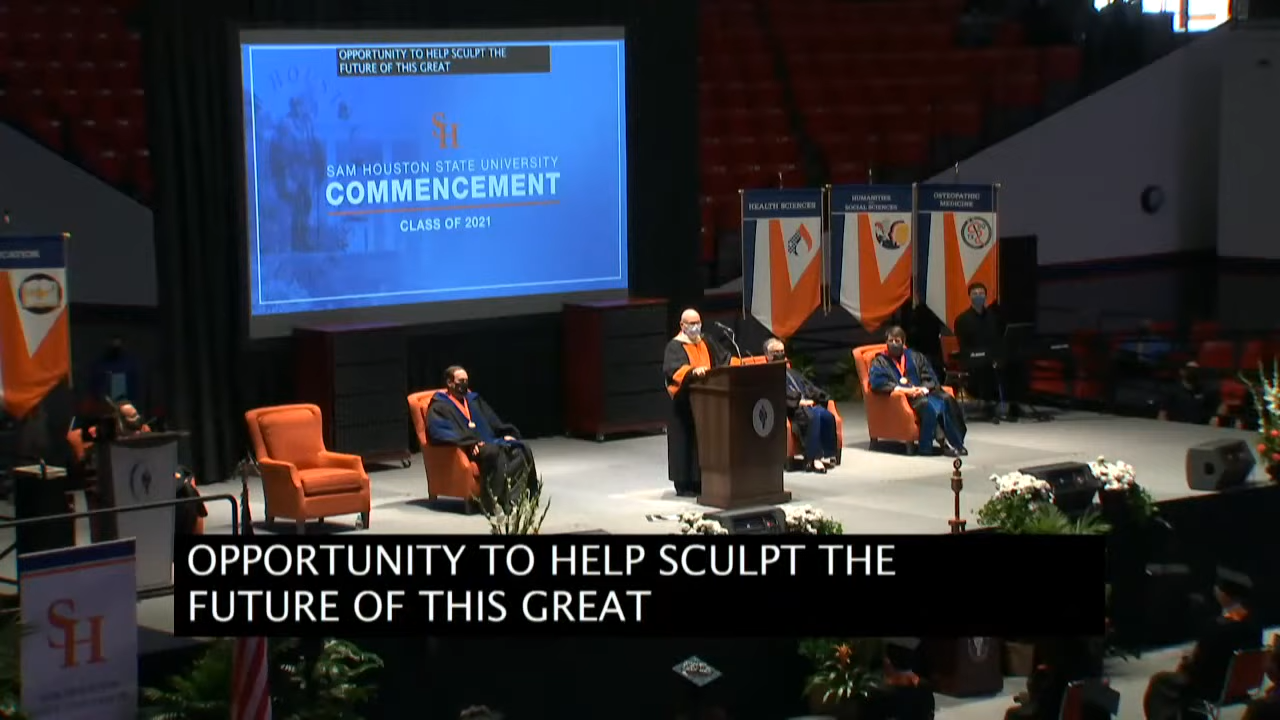 OPPORTUNITY TO HELP SCULPT THE
FUTURE OF THIS GREAT
SH
SAM HOUSTON STATE UNIVERSITY
COMMENCEMENT
CLASS OF 2021
HEALTH SCIENCES
HUMANITIES
SOCIAL SCIENCES
OSTEOPATHIC
MEDICINE
OPPORTUNITY TO HELP SCULPT THE
FUTURE OF THIS GREAT
SH